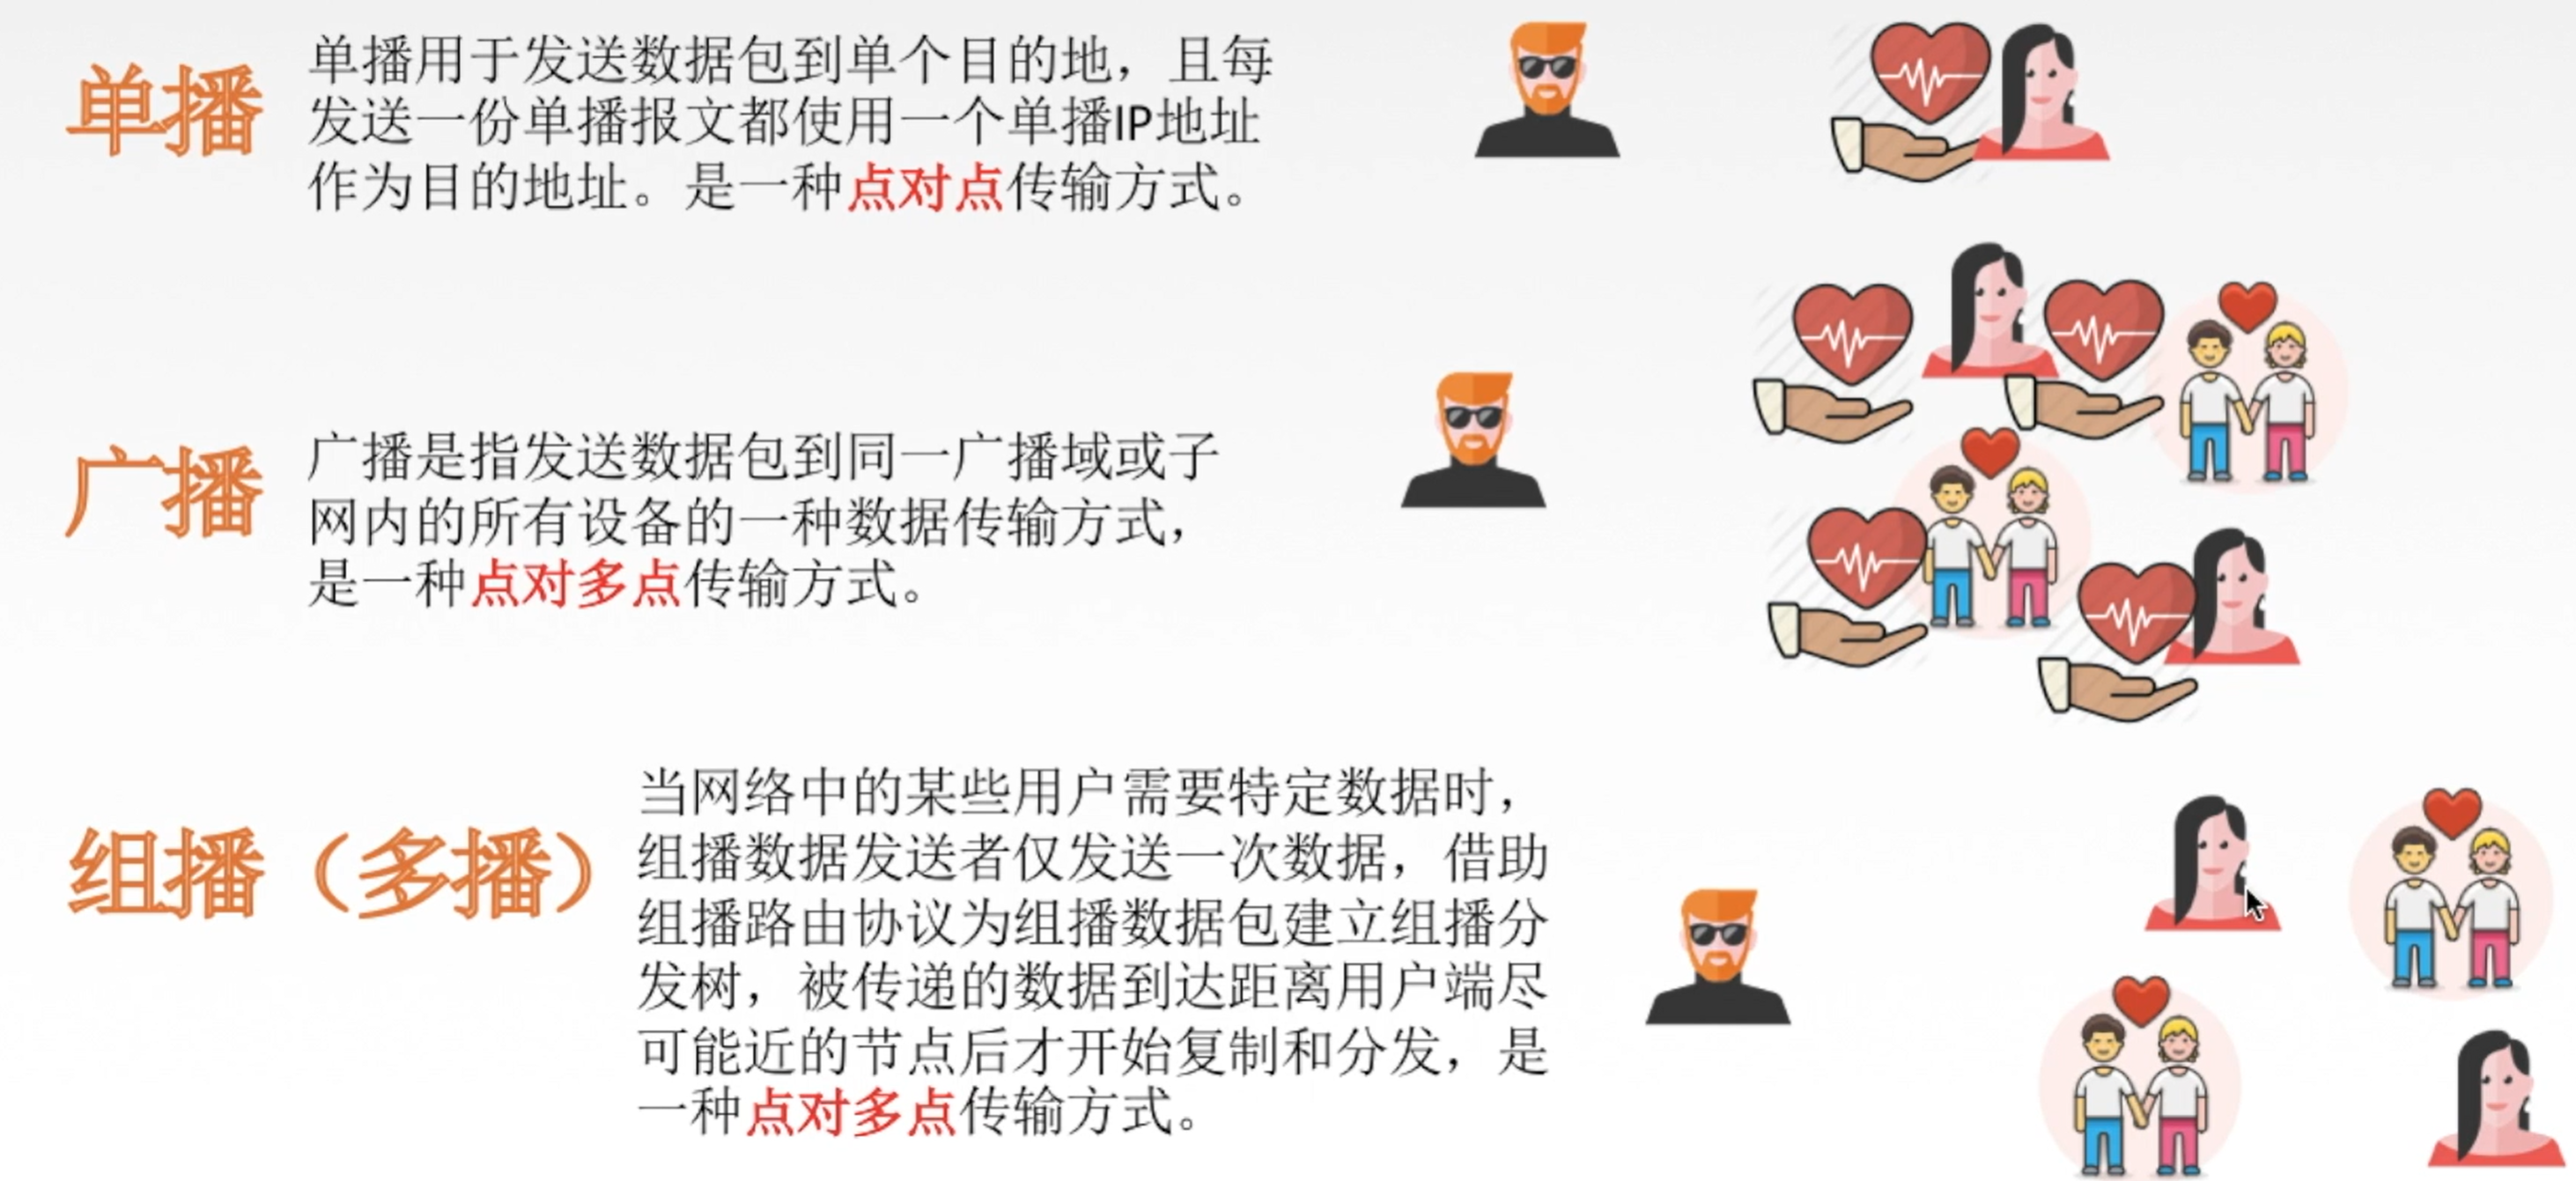 单播
单播用于发送数据包到单个目的地，且每
发送一份单播报文都使用一个单播IP地址
作为目的地址。是一种点对点传输方式。
广播
广播是指发送数据包到同一广播域或子
网内的所有设备的一种数据传输方式，
是一种点对多点传输方式。
组播（多播）
当网络中的某些用户需要特定数据时，
组播数据发送者仅发送一次数据，借助
组播路由协议为组播数据包建立组播分
发树，被传递的数据到达距离用户端尽
可能近的节点后才开始复制和分发，是
一种点对多点传输方式。